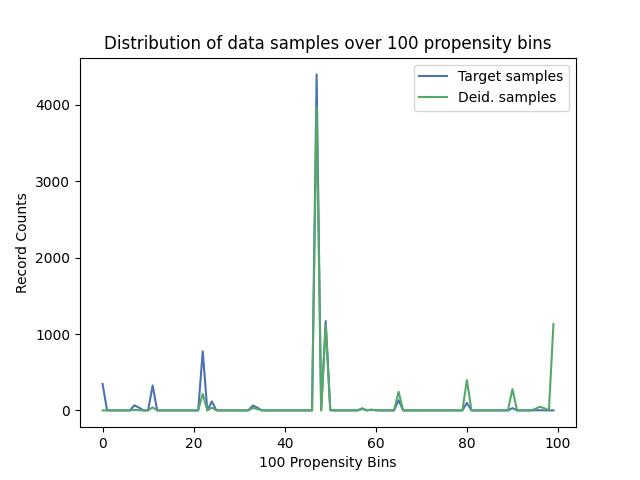 Distribution of data samples over 100 propensity bins
Target samples
Deid. samples
Record Counts
4000
3000
2000
1000
0
0 20 40 60 80 100
100 Propensity Bins